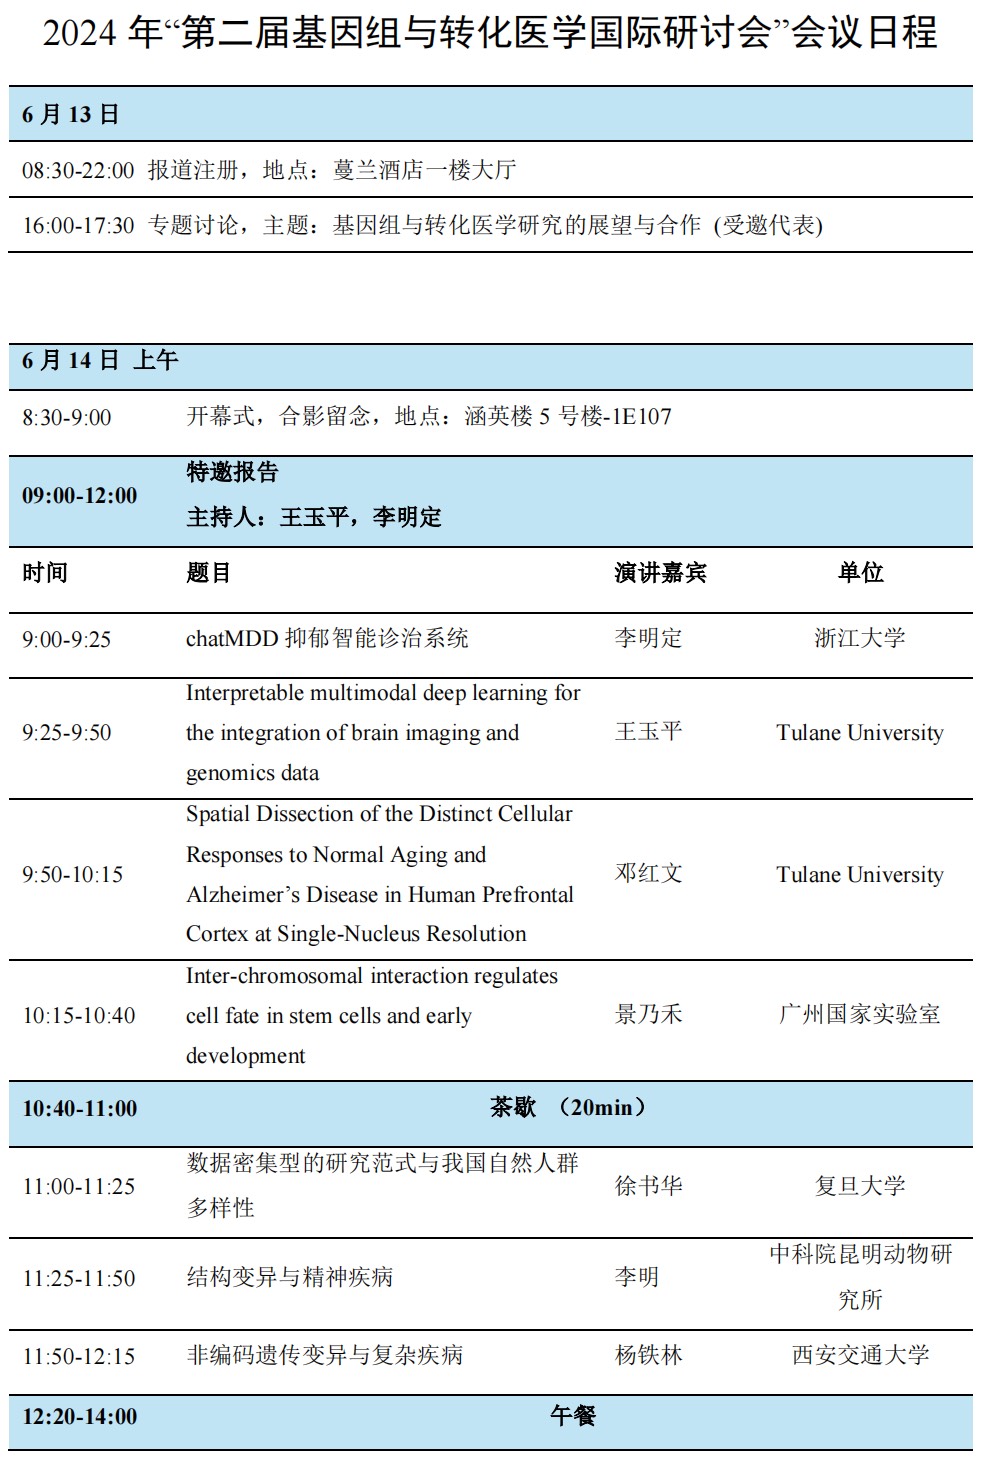 2024 年“第二届基因组与转化医学国际研讨会”会议日程
6 月 13 日
08:30-22:00 报道注册，地点：蔓兰酒店一楼大厅
16:00-17:30 专题讨论，主题：基因组与转化医学研究的展望与合作 (受邀代表)
6 月 14 日 上午
8:30-9:00 开幕式，合影留念，地点：涵英楼 5 号楼-1E107
09:00-12:00
特邀报告
主持人：王玉平，李明定
时间 题目 演讲嘉宾 单位
9:00-9:25 chatMDD 抑郁智能诊治系统 李明定 浙江大学
Interpretable multimodal deep learning for
9:25-9:50 the integration of brain imaging and 王玉平 Tulane University
genomics data
Spatial Dissection of the Distinct Cellular
Responses to Normal Aging and
9:50-10:15 邓红文 Tulane University
Alzheimer’s Disease in Human Prefrontal
Cortex at Single-Nucleus Resolution
Inter-chromosomal interaction regulates
10:15-10:40 cell fate in stem cells and early 景乃禾 广州国家实验室
development
10:40-11:00 茶歇 （20min）
数据密集型的研究范式与我国自然人群
11:00-11:25 徐书华 复旦大学
多样性
中科院昆明动物研
11:25-11:50 结构变异与精神疾病 李明
究所
11:50-12:15 非编码遗传变异与复杂疾病 杨铁林 西安交通大学
12:20-14:00 午餐